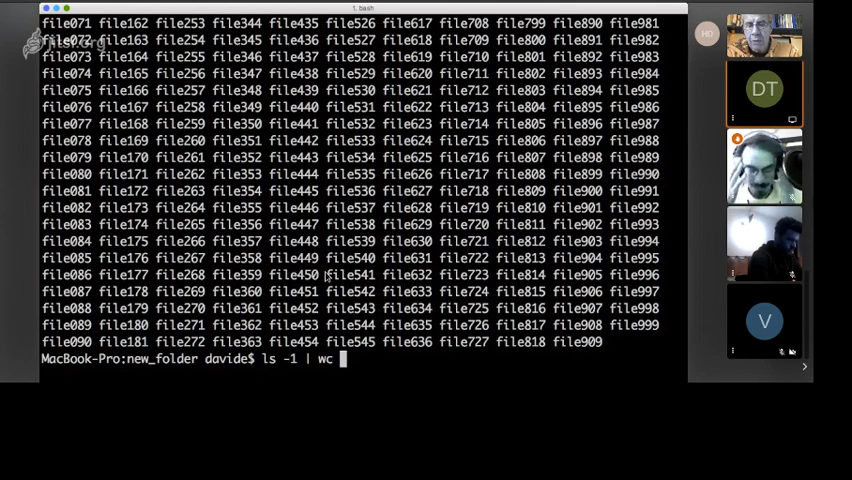 1. bash
file071 file162 file253 file344 file435 file526 file617 file708 file799 file890 file981
file072 file163 file254 file345 file436 file527 file618 file709 file800 file891 file982
file073 file164 file255 file346 file437 file528 file619 file710 file801 file892 file983
file074 file165 file256 file347 file438 file529 file620 file711 file802 file893 file984
file075 file166 file257 file348 file439 file530 file621 file712 file803 file894 file985
file076 file167 file258 file349 file440 file531 file622 file713 file804 file895 file986
file077 file168 file259 file350 file441 file532 file623 file714 file805 file896 file987
file078 file169 file260 file351 file442 file533 file624 file715 file806 file897 file988
file079 file170 file261 file352 file443 file534 file625 file716 file807 file898 file989
file080 file171 file262 file353 file444 file535 file626 file717 file808 file899 file990
file081 file172 file263 file354 file445 file536 file627 file718 file809 file900 file991
file082 file173 file264 file355 file446 file537 file628 file719 file810 file901 file992
file083 file174 file265 file356 file447 file538 file629 file720 file811 file902 file993
file084 file175 file266 file357 file448 file539 file630 file721 file812 file903 file994
file085 file176 file267 file358 file449 file540 file631 file722 file813 file904 file995
file086 file177 file268 file359 file450 file541 file632 file723 file814 file905 file996
file087 file178 file269 file360 file451 file542 file633 file724 file815 file906 file997
file088 file179 file270 file361 file452 file543 file634 file725 file816 file907 file998
file089 file180 file271 file362 file453 file544 file635 file726 file817 file908 file999
file090 file181 file272 file363 file454 file545 file636 file727 file818 file909
MacBook-Pro:new_folder davide$ ls -1 | wc
jitsi.org
HD
DT
V